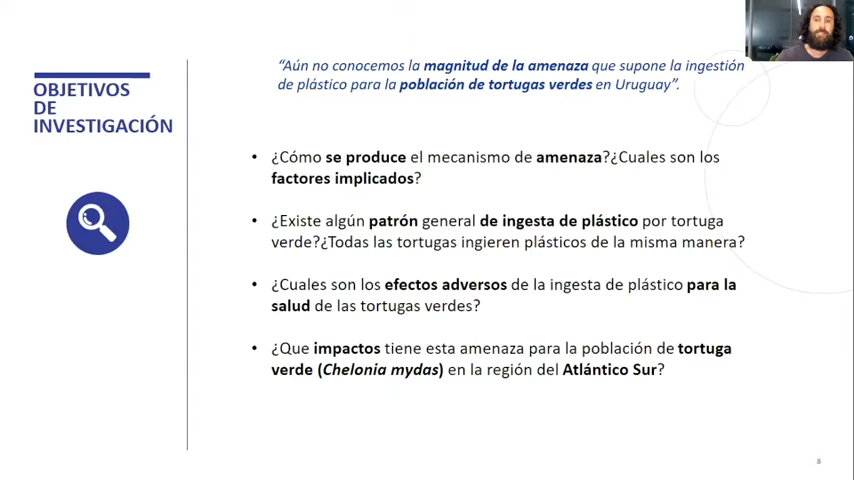 OBJETIVOS
DE
INVESTIGACIÓN
“Aún no conocemos la magnitud de la amenaza que supone la ingestión
de plástico para la población de tortugas verdes en Uruguay”.
• ¿Cómo se produce el mecanismo de amenaza?¿Cuales son los
factores implicados?
• ¿Existe algún patrón general de ingesta de plástico por tortuga
verde?¿Todas las tortugas ingieren plásticos de la misma manera?
• ¿Cuales son los efectos adversos de la ingesta de plástico para la
salud de las tortugas verdes?
• ¿Que impactos tiene esta amenaza para la población de tortuga
verde (Chelonia mydas) en la región del Atlántico Sur?
8